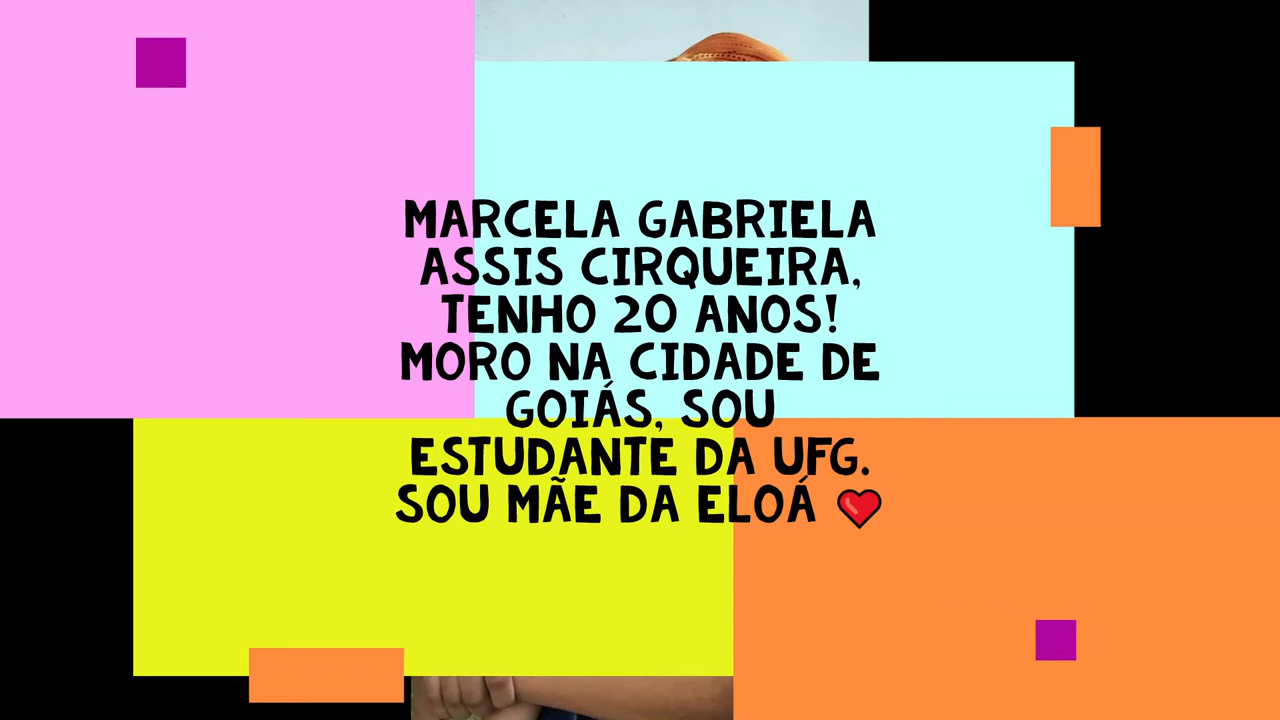 MARCELA GABRIELA
ASSIS CIRQUEIRA,
TENHO 20 ANOS!
MORO NA CIDADE DE
GOIÁS, SOU
ESTUDANTE DA UFG.
SOU MÃE DA ELOÁ ❤️